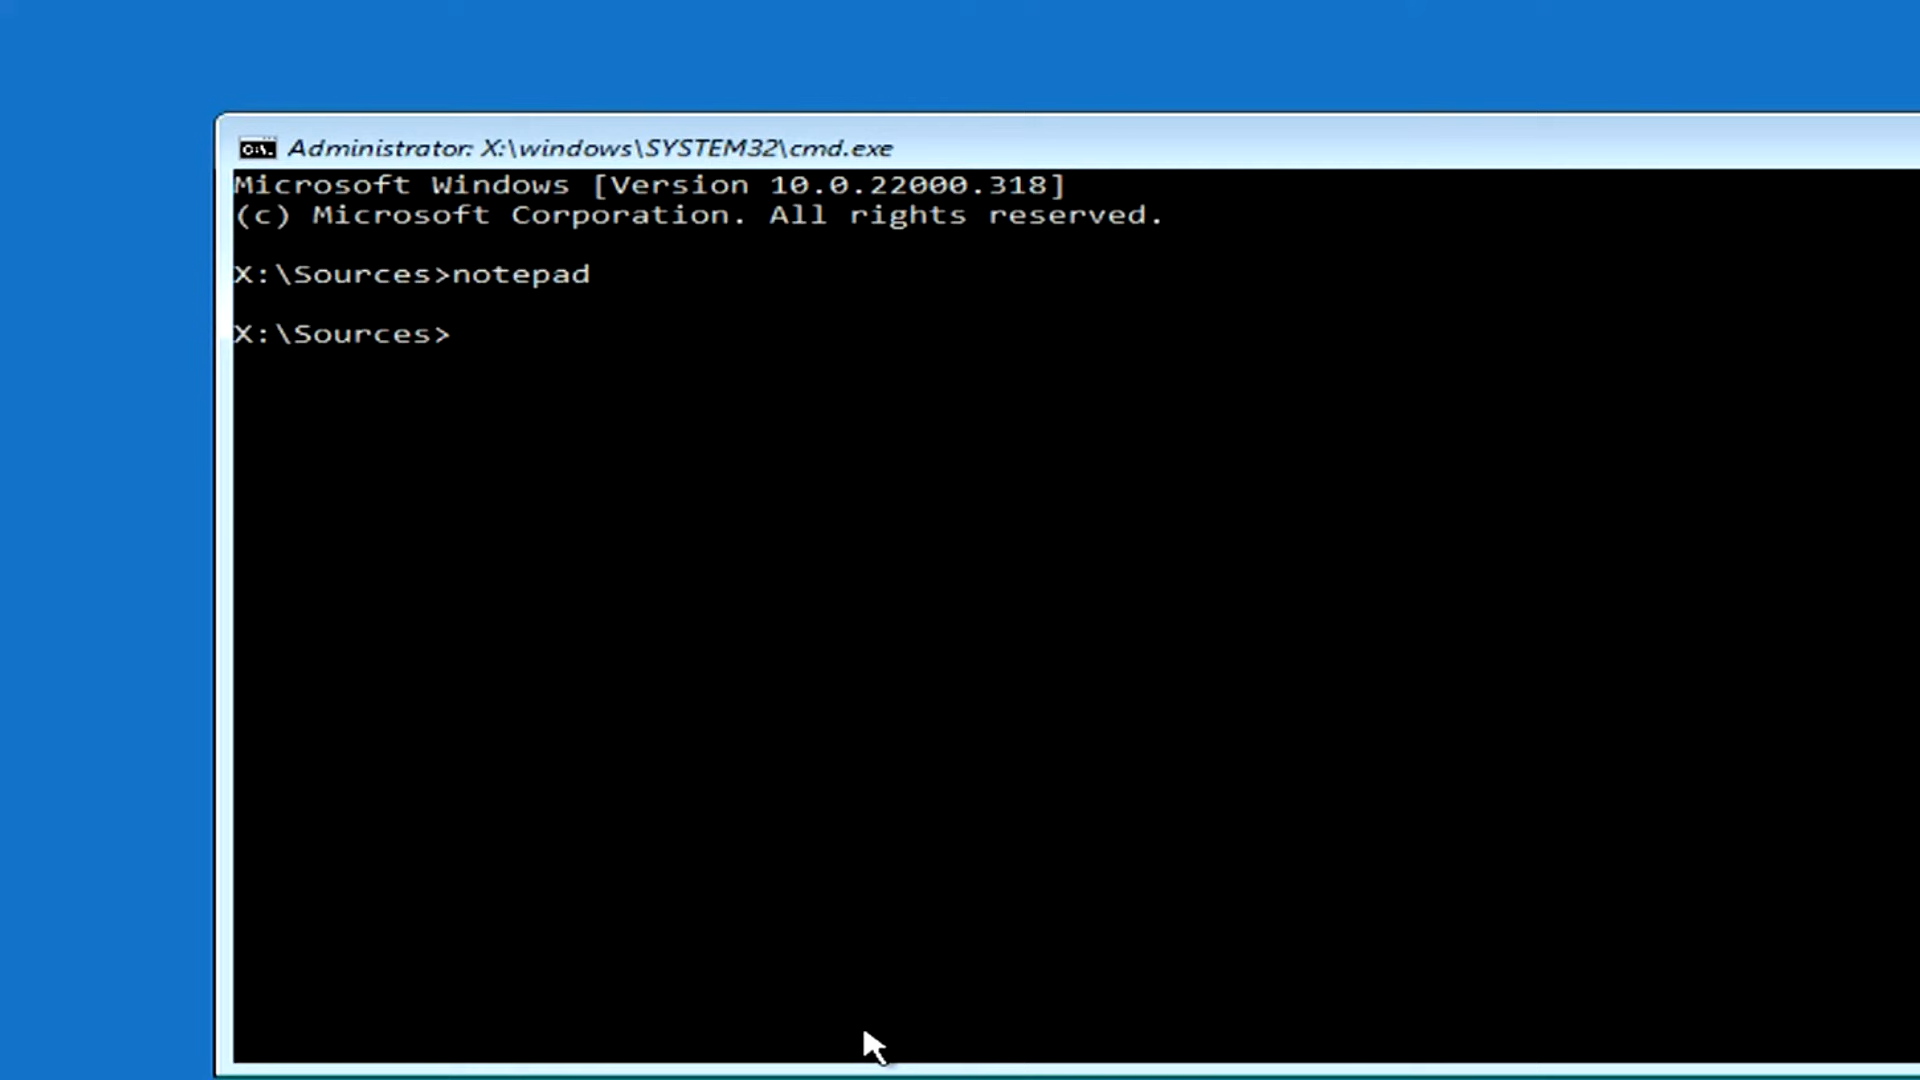 Administrator: X:\windows\SYSTEM32\cmd.exe
Microsoft Windows [Version 10.0.22000.318]
(c) Microsoft Corporation. All rights reserved.
X:\Sources>notepad
X:\Sources>